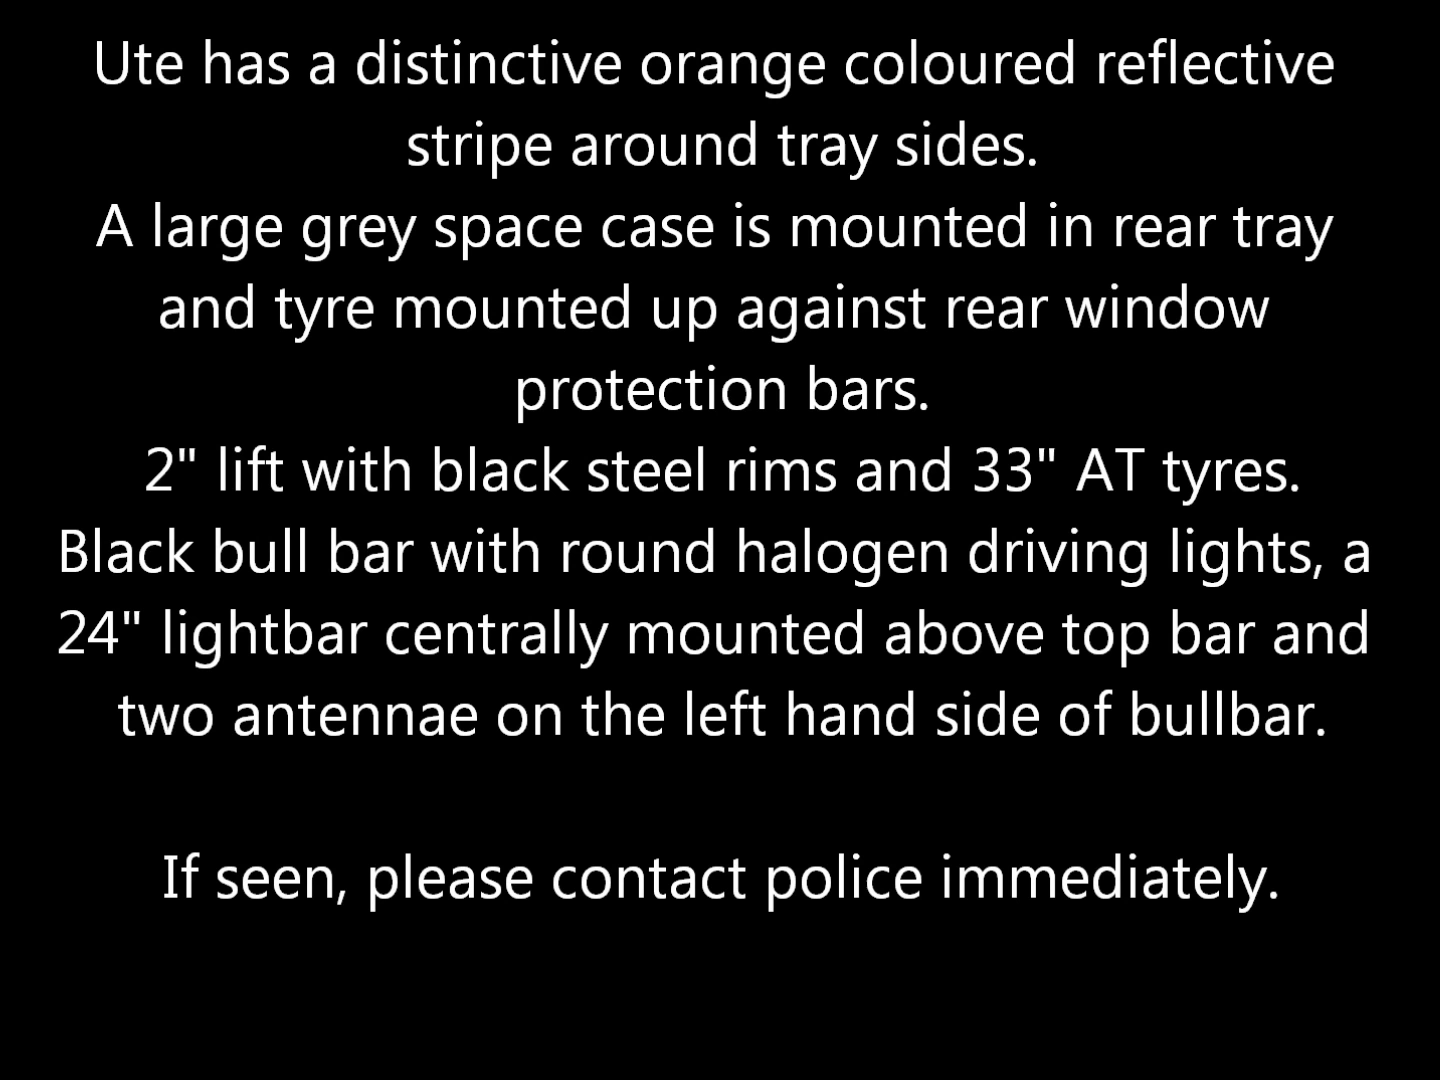 Ute has a distinctive orange coloured reflective
stripe around tray sides.
A large grey space case is mounted in rear tray
and tyre mounted up against rear window
protection bars.
2" lift with black steel rims and 33" AT tyres.
Black bull bar with round halogen driving lights, a
24" lightbar centrally mounted above top bar and
two antennae on the left hand side of bullbar.
If seen, please contact police immediately.